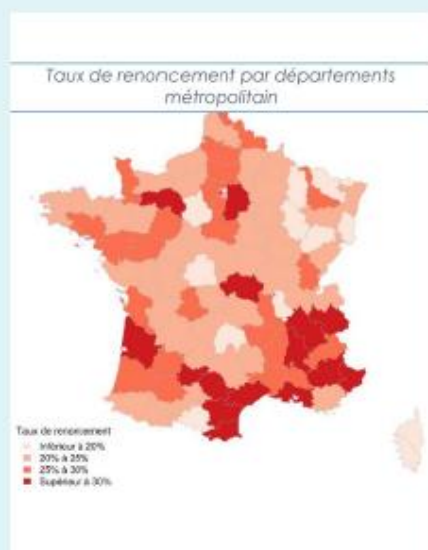 Taux de renoncement par départements
métropolitain
Taux de renoncement
Inférieur à 20%
20% à 25%
25% à 30%
Supérieur à 30%